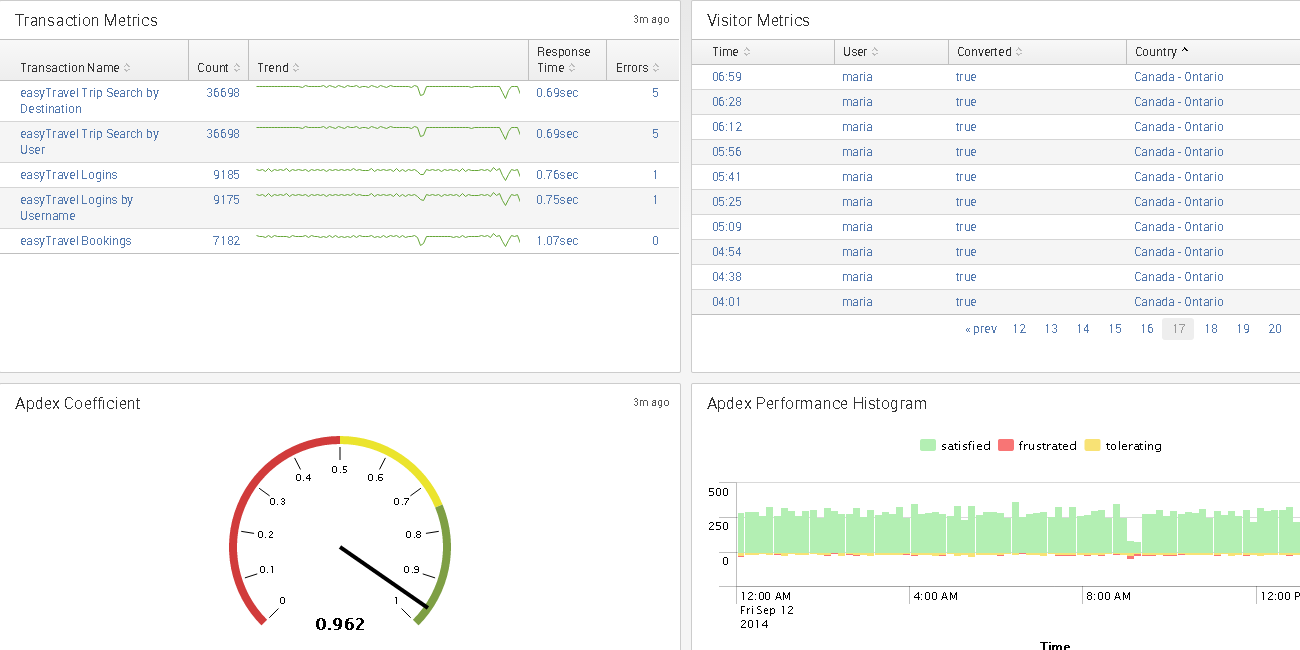 Transaction Metrics
3m ago
Transaction Name
Count
Trend
Response
Time
Errors
easyTravel Trip Search by
Destination
36698
0.69sec
5
easyTravel Trip Search by
User
36698
0.69sec
5
easyTravel Logins
9185
0.76sec
1
easyTravel Logins by
Username
9175
0.75sec
1
easyTravel Bookings
7182
1.07sec
0
Visitor Metrics
Time User Converted Country
06:59 maria true Canada - Ontario
06:28 maria true Canada - Ontario
06:12 maria true Canada - Ontario
05:56 maria true Canada - Ontario
05:41 maria true Canada - Ontario
05:25 maria true Canada - Ontario
05:09 maria true Canada - Ontario
04:54 maria true Canada - Ontario
04:38 maria true Canada - Ontario
04:01 maria true Canada - Ontario
« prev 12 13 14 15 16 17 18 19 20
Apdex Coefficient
3m ago
0
0.1
0.2
0.3
0.4
0.5
0.6
0.7
0.8
0.9
1
0.962
Apdex Performance Histogram
satisfied frustrated tolerating
500
250
0
12:00 AM
Fri Sep 12
2014
4:00 AM
8:00 AM
12:00 P
Time